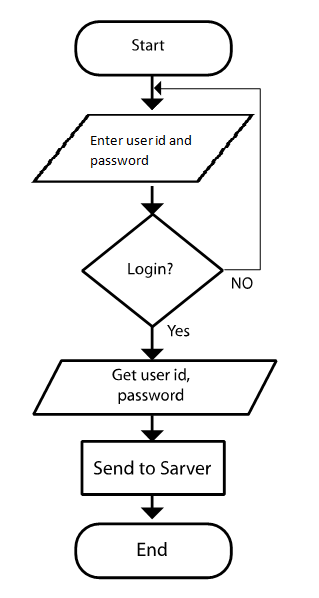 Start
Enter user id and
password
Login?
NO
Yes
Get user id,
password
Send to Sarver
End